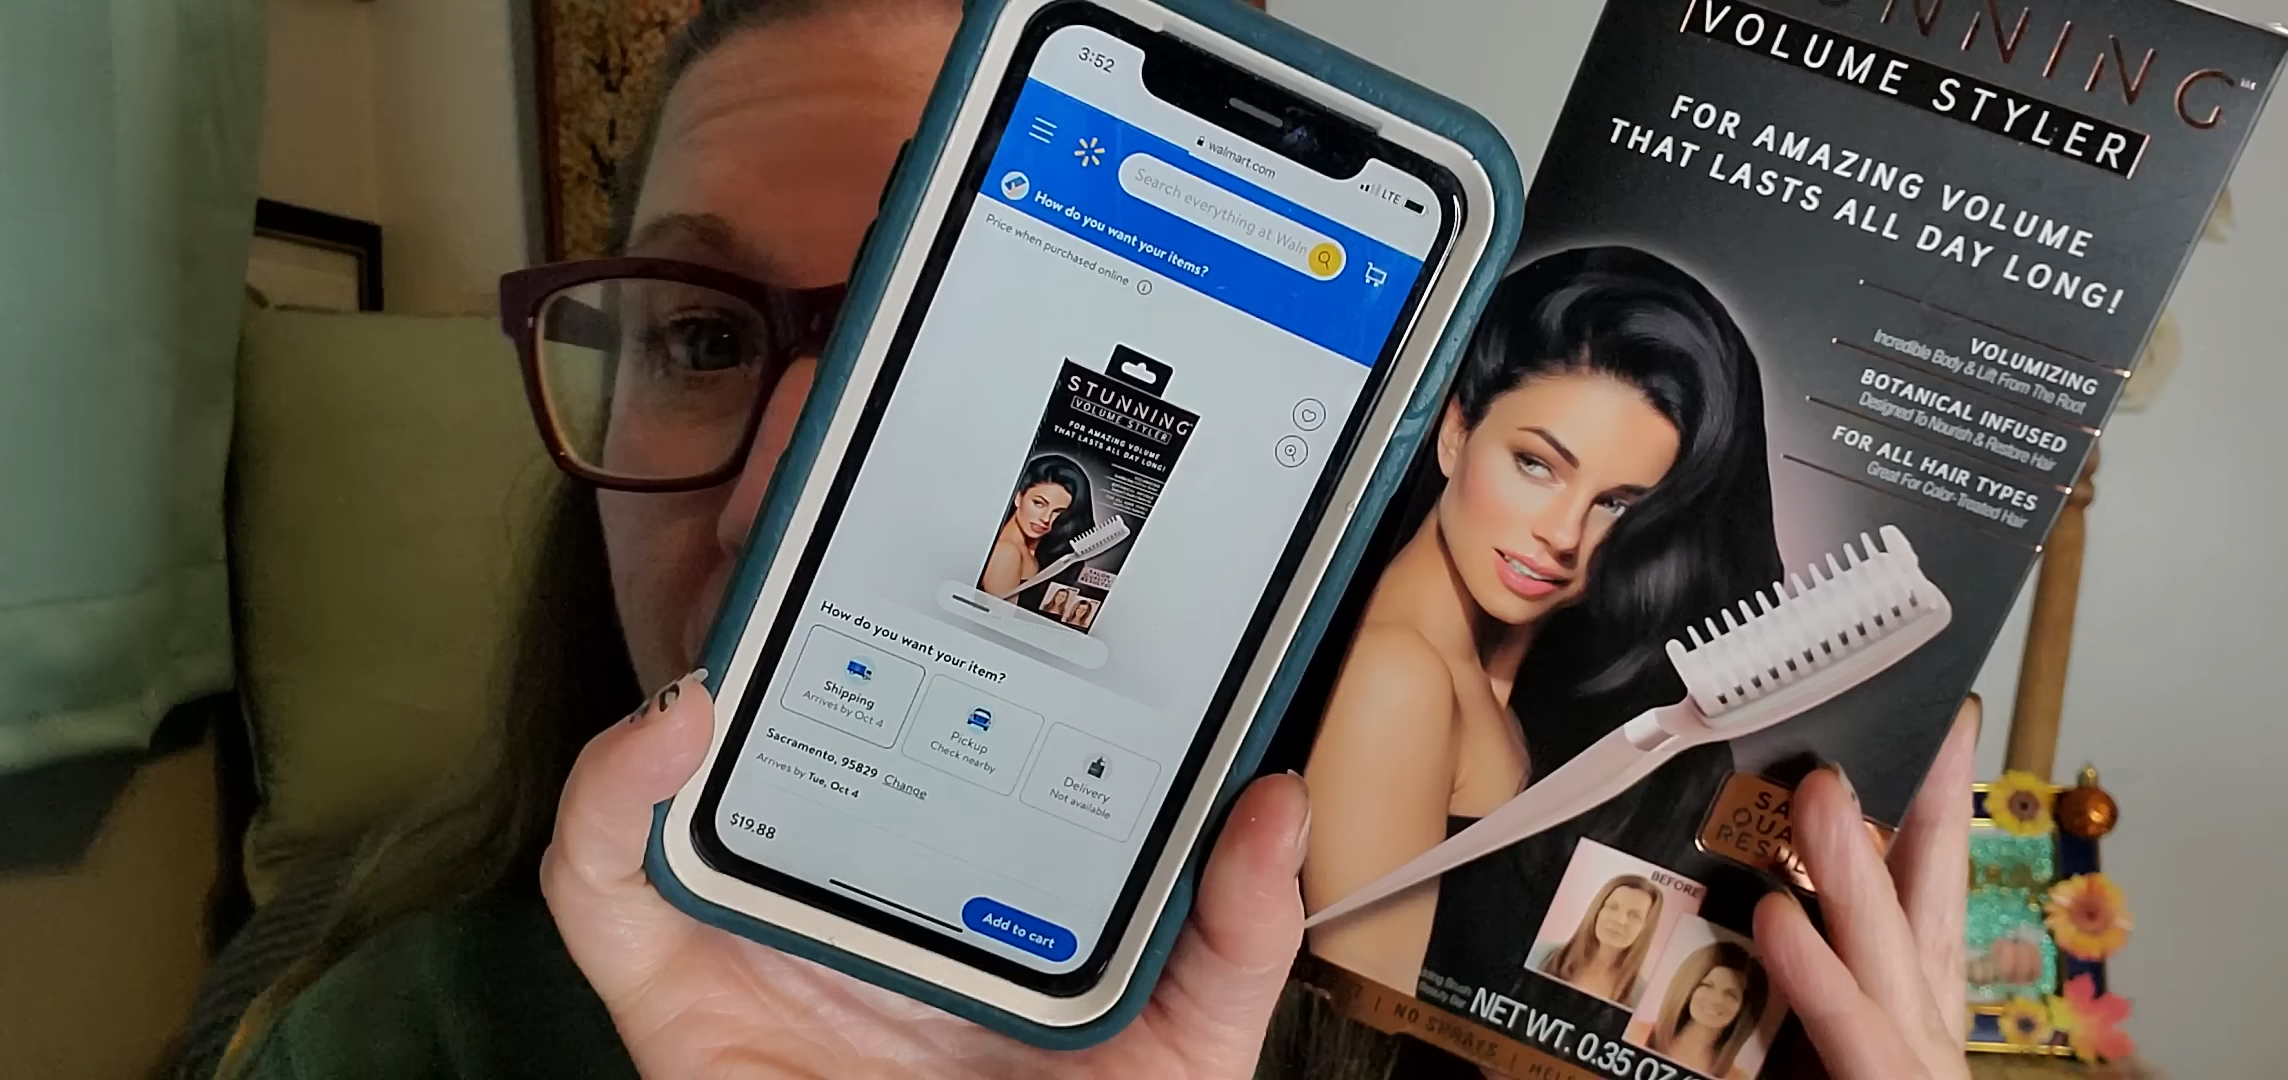 3:52
walmart.com
LTE
Search everything at Waln
How do you want your items?
Price when purchased online
STUNNING
VOLUME STYLER
FOR AMAZING VOLUME
THAT LASTS ALL DAY LONG!
How do you want your item?
Shipping
Arrives by Oct 4
Pickup
Check nearby
Delivery
Not available
Sacramento, 95829 Change
Arrives by Tue, Oct 4
$19.88
Add to cart
VOLUME STYLER
FOR AMAZING VOLUME
THAT LASTS ALL DAY LONG!
VOLUMIZING
Incredible Body & Lift From The Root
BOTANICAL INFUSED
Designed To Nourish & Restore Hair
FOR ALL HAIR TYPES
Great For Color-Treated Hair
BEFORE
NO SPRAYS
NET WT. 0.35 OZ